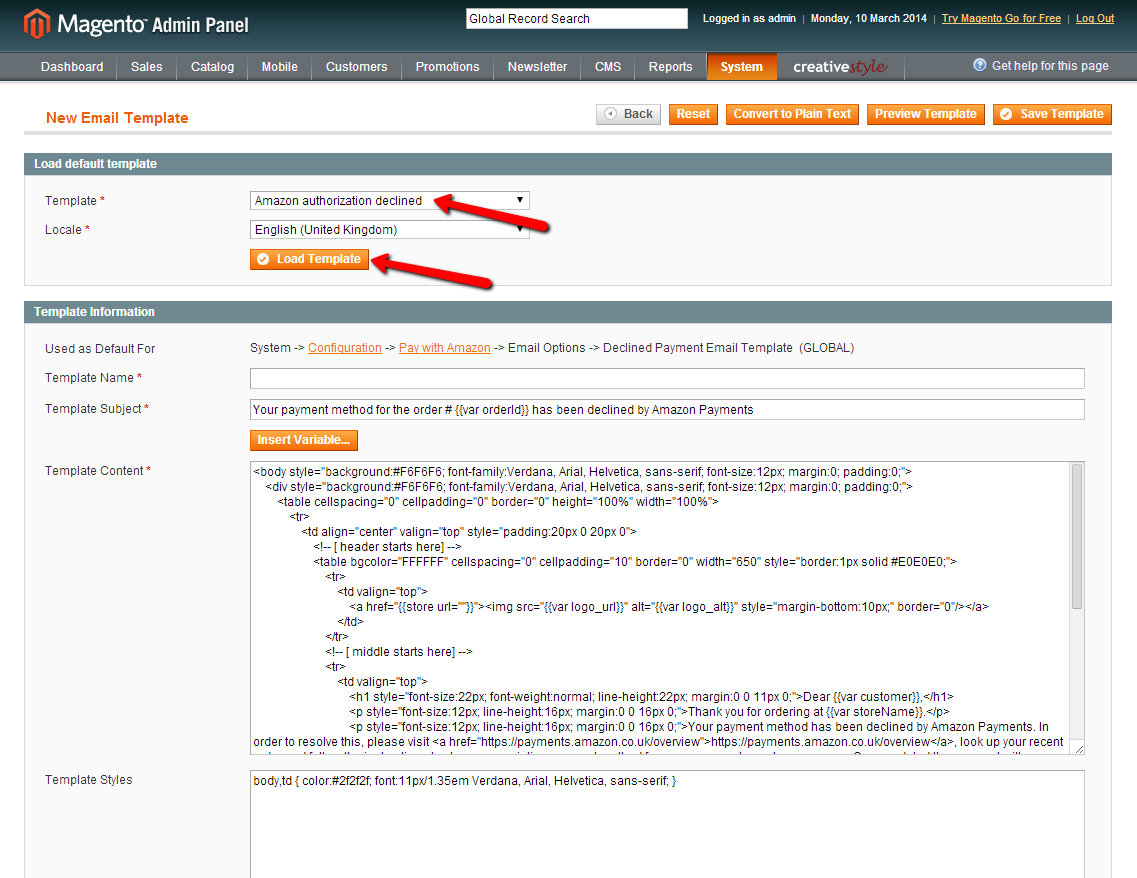 Magento™ Admin Panel
Global Record Search
Logged in as admin | Monday, 10 March 2014 | Try Magento Go for Free | Log Out
Dashboard Sales Catalog Mobile Customers Promotions Newsletter CMS Reports System creativestyle Get help for this page
New Email Template
Back Reset Convert to Plain Text Preview Template Save Template
Load default template
Template * Amazon authorization declined
Locale * English (United Kingdom)
Load Template
Template Information
Used as Default For System -> Configuration -> Pay with Amazon -> Email Options -> Declined Payment Email Template (GLOBAL)
Template Name *
Template Subject * Your payment method for the order # {{var orderId}} has been declined by Amazon Payments
Insert Variable...
Template Content * <body style="background:#F6F6F6; font-family:Verdana, Arial, Helvetica, sans-serif; font-size:12px; margin:0; padding:0;">
<div style="background:#F6F6F6; font-family:Verdana, Arial, Helvetica, sans-serif; font-size:12px; margin:0; padding:0;">
<table cellspacing="0" cellpadding="0" border="0" height="100%" width="100%">
<tr>
<td align="center" valign="top" style="padding:20px 0 20px 0">
<!-- [ header starts here] -->
<table bgcolor="FFFFFF" cellspacing="0" cellpadding="10" border="0" width="650" style="border:1px solid #E0E0E0;">
<tr>
<td valign="top">
<a href="{{store url=""}}"><img src="{{var logo_url}}" alt="{{var logo_alt}}" style="margin-bottom:10px;" border="0"/></a>
</td>
</tr>
<!-- [ middle starts here] -->
<tr>
<td valign="top">
<h1 style="font-size:22px; font-weight:normal; line-height:22px; margin:0 0 11px 0;">Dear {{var customer}},</h1>
<p style="font-size:12px; line-height:16px; margin:0 0 16px 0;">Thank you for ordering at {{var storeName}}.</p>
<p style="font-size:12px; line-height:16px; margin:0 0 16px 0;">Your payment method has been declined by Amazon Payments. In
order to resolve this, please visit <a href="https://payments.amazon.co.uk/overview">https://payments.amazon.co.uk/overview</a>, look up your recent
Template Styles body,td { color:#2f2f2f; font:11px/1.35em Verdana, Arial, Helvetica, sans-serif; }